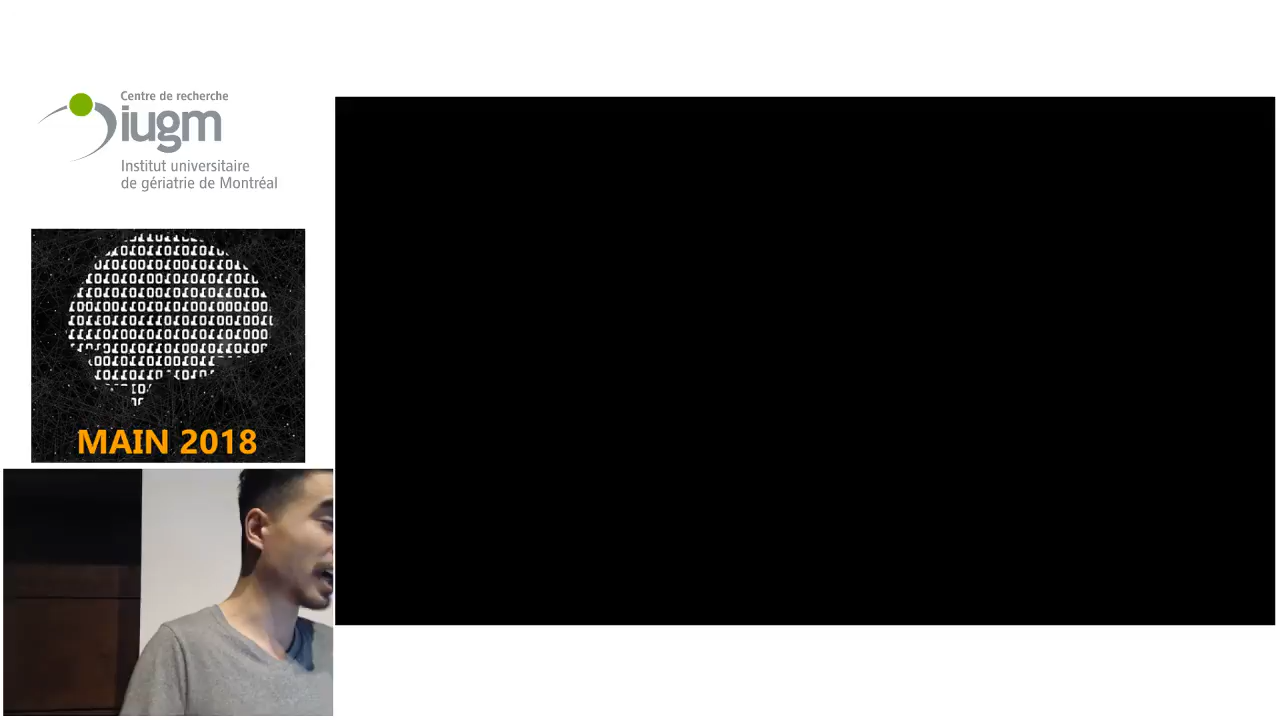 Centre de recherche
iugm
Institut universitaire
de gériatrie de Montréal
MAIN 2018